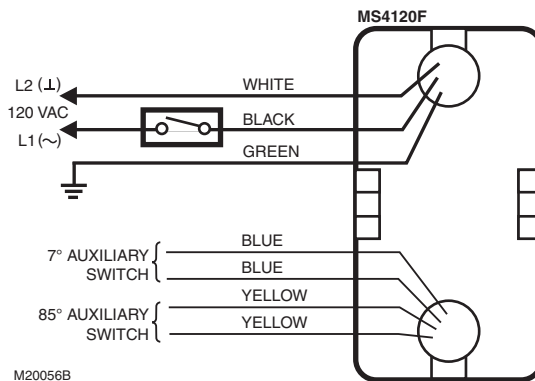 MS4120F
L2 (⊥)
WHITE
120 VAC
BLACK
L1 (~)
GREEN
BLUE
7° AUXILIARY
SWITCH
BLUE
YELLOW
85° AUXILIARY
SWITCH
YELLOW
M20056B